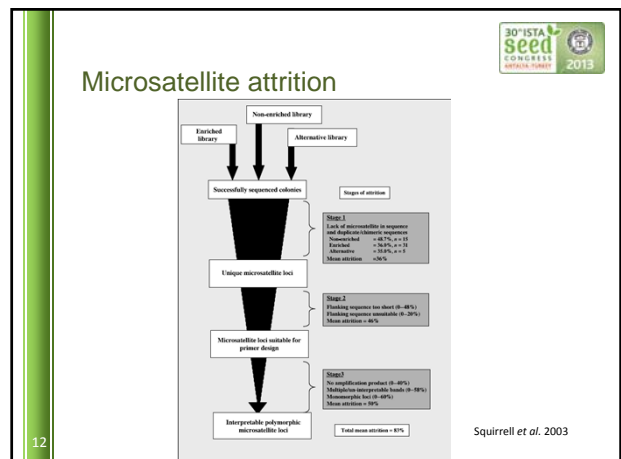 30°ISTA
seed
CONGRESS
ANTALYA-TURKEY
2013
Microsatellite attrition
Non-enriched library
Enriched
library
Alternative library
Successfully sequenced colonies
Stages of attrition
Stage 1
Lack of microsatellite in sequence
and duplicate/chimeric sequences
Non-enriched = 48.7%, n = 15
Enriched = 36.0%, n = 31
Alternative = 35.0%, n = 5
Mean attrition =36%
Unique microsatellite loci
Stage 2
Flanking sequence too short (0–48%)
Flanking sequence unsuitable (0–20%)
Mean attrition = 46%
Microsatellite loci suitable for
primer design
Stage3
No amplification product (0–40%)
Multiple/un-interpretable bands (0–58%)
Monomorphic loci (0–60%)
Mean attrition = 50%
Interpretable polymorphic
microsatellite loci
Total mean attrition = 83%
Squirrell et al. 2003
12